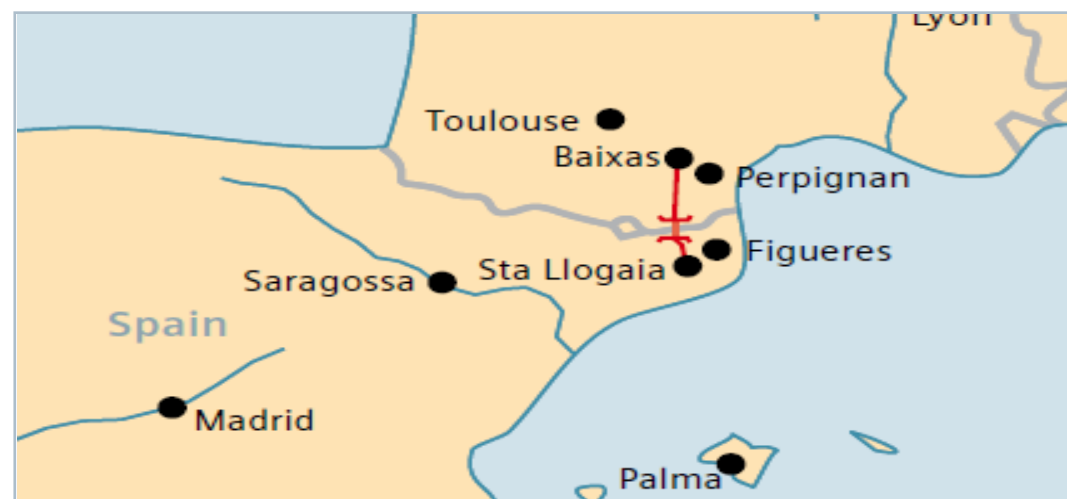 Lyon
Toulouse
Baixas
Perpignan
Figueres
Sta Llogaia
Saragossa
Spain
Madrid
Palma